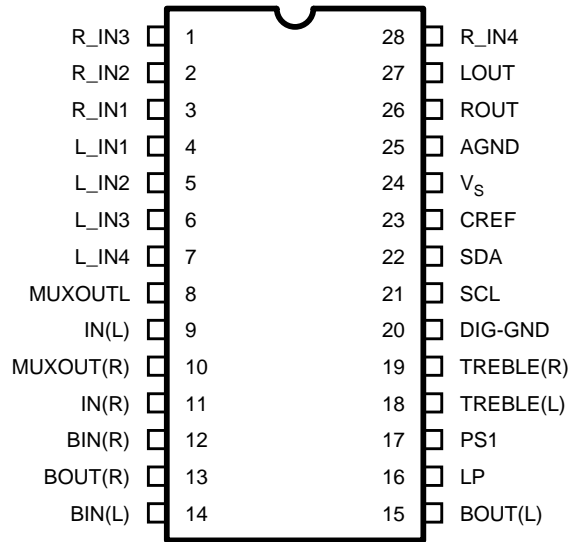 R_IN3 1 28 R_IN4
R_IN2 2 27 LOUT
R_IN1 3 26 ROUT
L_IN1 4 25 AGND
L_IN2 5 24 VS
L_IN3 6 23 CREF
L_IN4 7 22 SDA
MUXOUTL 8 21 SCL
IN(L) 9 20 DIG-GND
MUXOUT(R) 10 19 TREBLE(R)
IN(R) 11 18 TREBLE(L)
BIN(R) 12 17 PS1
BOUT(R) 13 16 LP
BIN(L) 14 15 BOUT(L)